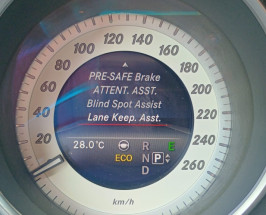 120 140
100 160
80 180
60 200
40 220
20 240
260
PRE-SAFE Brake
ATTENT. ASST.
Blind Spot Assist
Lane Keep. Asst.
28.0°C
ECO
R
N
D
P
E
km/h